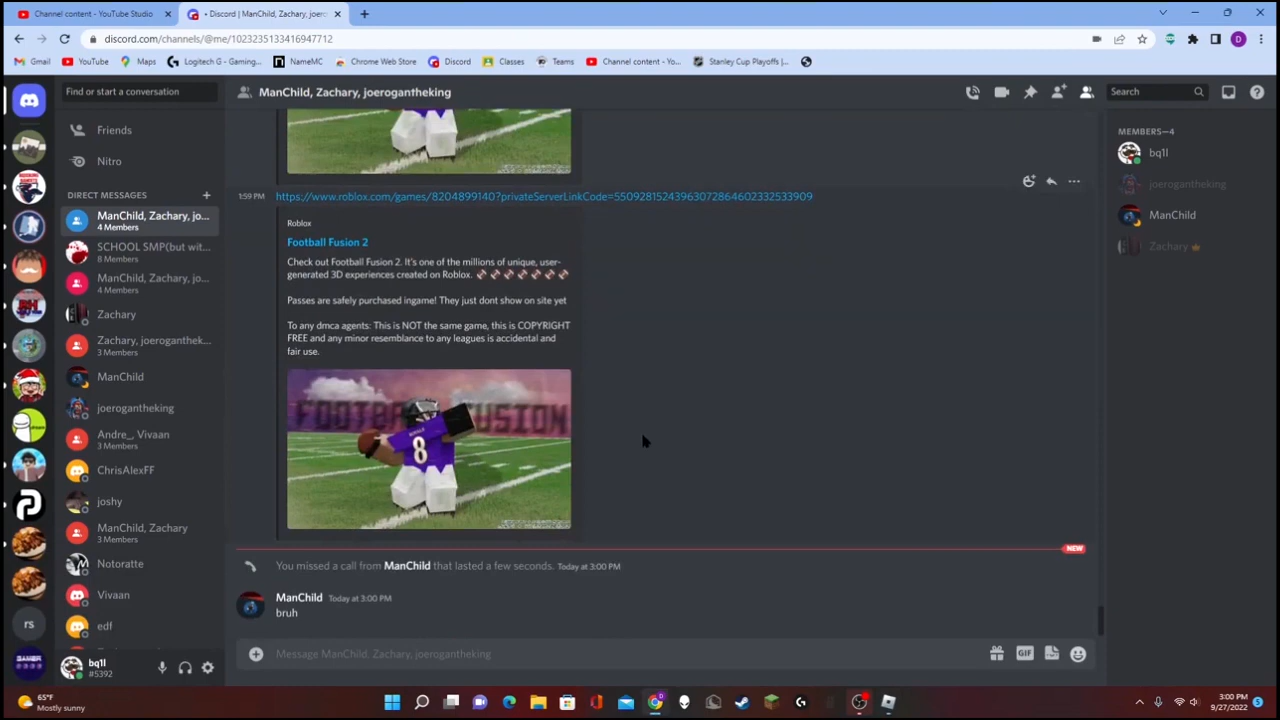 Channel content - YouTube Studio
• Discord | ManChild, Zachary, joero
discord.com/channels/@me/1023235133416947712
Gmail
YouTube
Maps
Logitech G - Gaming...
NameMC
Chrome Web Store
Discord
Classes
Teams
Channel content - Yo...
Stanley Cup Playoffs |...
Find or start a conversation
ManChild, Zachary, joerogantheking
Search
Friends
Nitro
DIRECT MESSAGES
ManChild, Zachary, jo...
4 Members
SCHOOL SMP(but wit...
8 Members
ManChild, Zachary, jo...
4 Members
Zachary
Zachary, joeroganthek...
3 Members
ManChild
joerogantheking
Andre_, Vivaan
3 Members
ChrisAlexFF
joshy
ManChild, Zachary
3 Members
Notoratte
Vivaan
edf
bq1l
#5392
rs
1:59 PM
https://www.roblox.com/games/8204899140?privateServerLinkCode=55092815243963072864602332533909
Roblox
Football Fusion 2
Check out Football Fusion 2. It's one of the millions of unique, user-
generated 3D experiences created on Roblox. 🏈🏈🏈🏈🏈🏈🏈
Passes are safely purchased ingame! They just dont show on site yet
To any dmca agents: This is NOT the same game, this is COPYRIGHT
FREE and any minor resemblance to any leagues is accidental and
fair use.
FOOTBALL FUSION
8
NEW
You missed a call from ManChild that lasted a few seconds. Today at 3:00 PM
ManChild Today at 3:00 PM
bruh
Message ManChild, Zachary, joerogantheking
GIF
MEMBERS—4
bq1l
joerogantheking
ManChild
Zachary
65°F
Mostly sunny
3:00 PM
9/27/2022